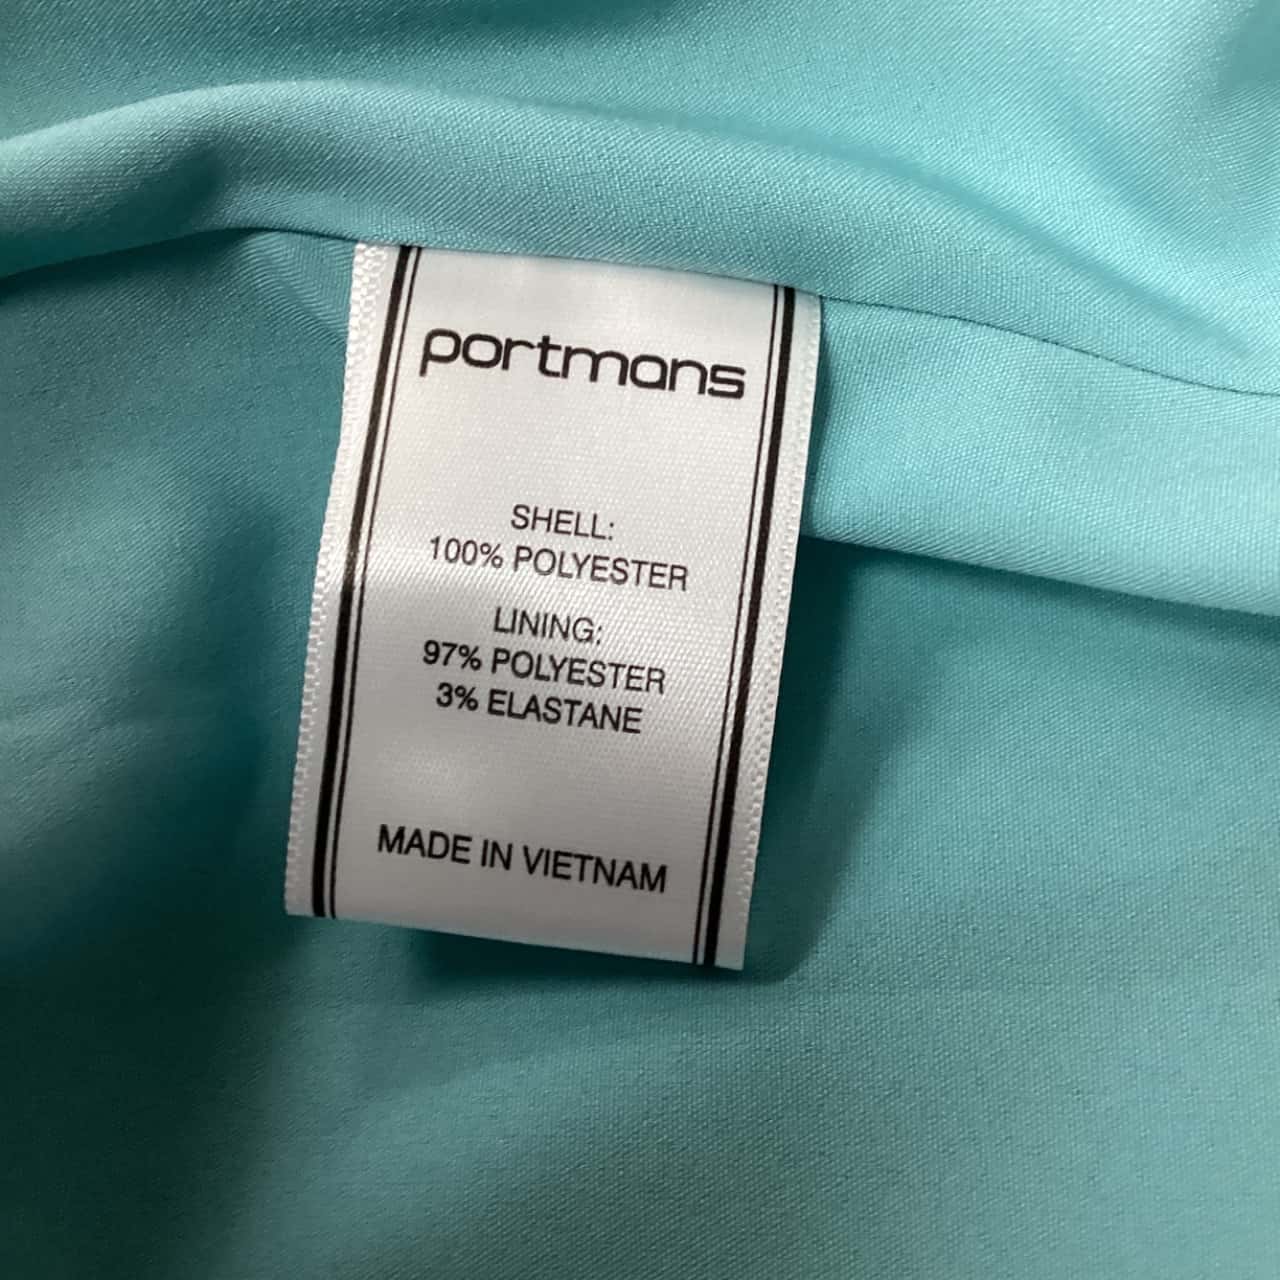 portmans
SHELL:
100% POLYESTER
LINING:
97% POLYESTER
3% ELASTANE
MADE IN VIETNAM